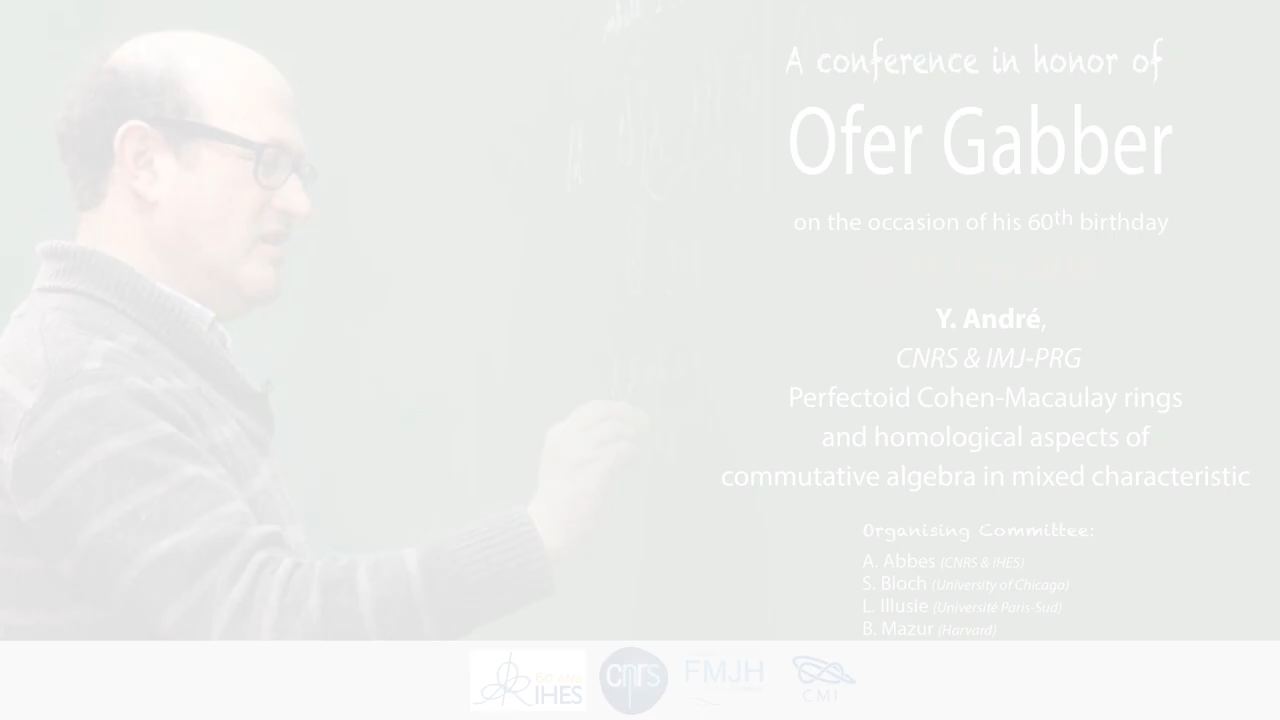 A conference in honor of
Ofer Gabber
on the occasion of his 60th birthday
Y. André,
CNRS & IMJ-PRG
Perfectoid Cohen-Macaulay rings
and homological aspects of
commutative algebra in mixed characteristic
Organising Committee:
A. Abbes (CNRS & IHES)
S. Bloch (University of Chicago)
L. Illusie (Université Paris-Sud)
B. Mazur (Harvard)
IHES
cnrs
FMJH
CMI